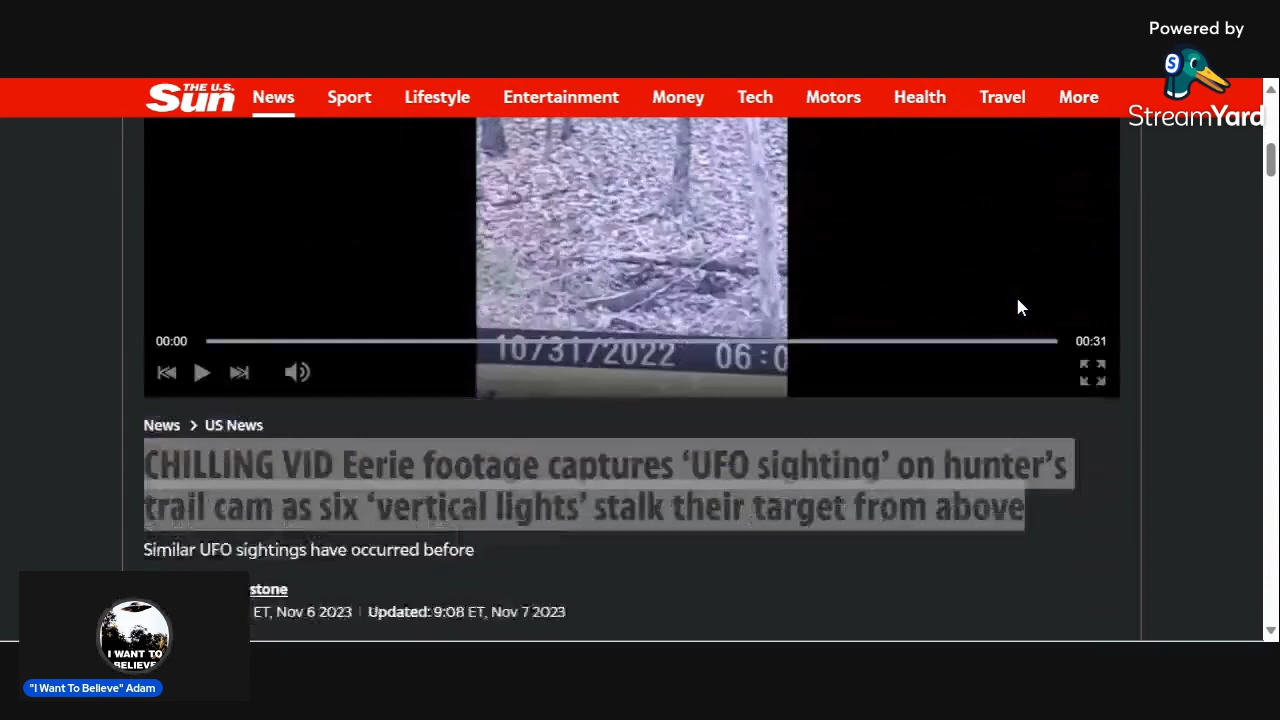 Powered by
StreamYard
THE U.S. Sun News Sport Lifestyle Entertainment Money Tech Motors Health Travel More
10/31/2022 06:0
00:00 00:31
News > US News
CHILLING VID Eerie footage captures ‘UFO sighting’ on hunter’s
trail cam as six ‘vertical lights’ stalk their target from above
Similar UFO sightings have occurred before
stone
ET, Nov 6 2023 | Updated: 9:08 ET, Nov 7 2023
I WANT TO
BELIEVE
"I Want To Believe" Adam